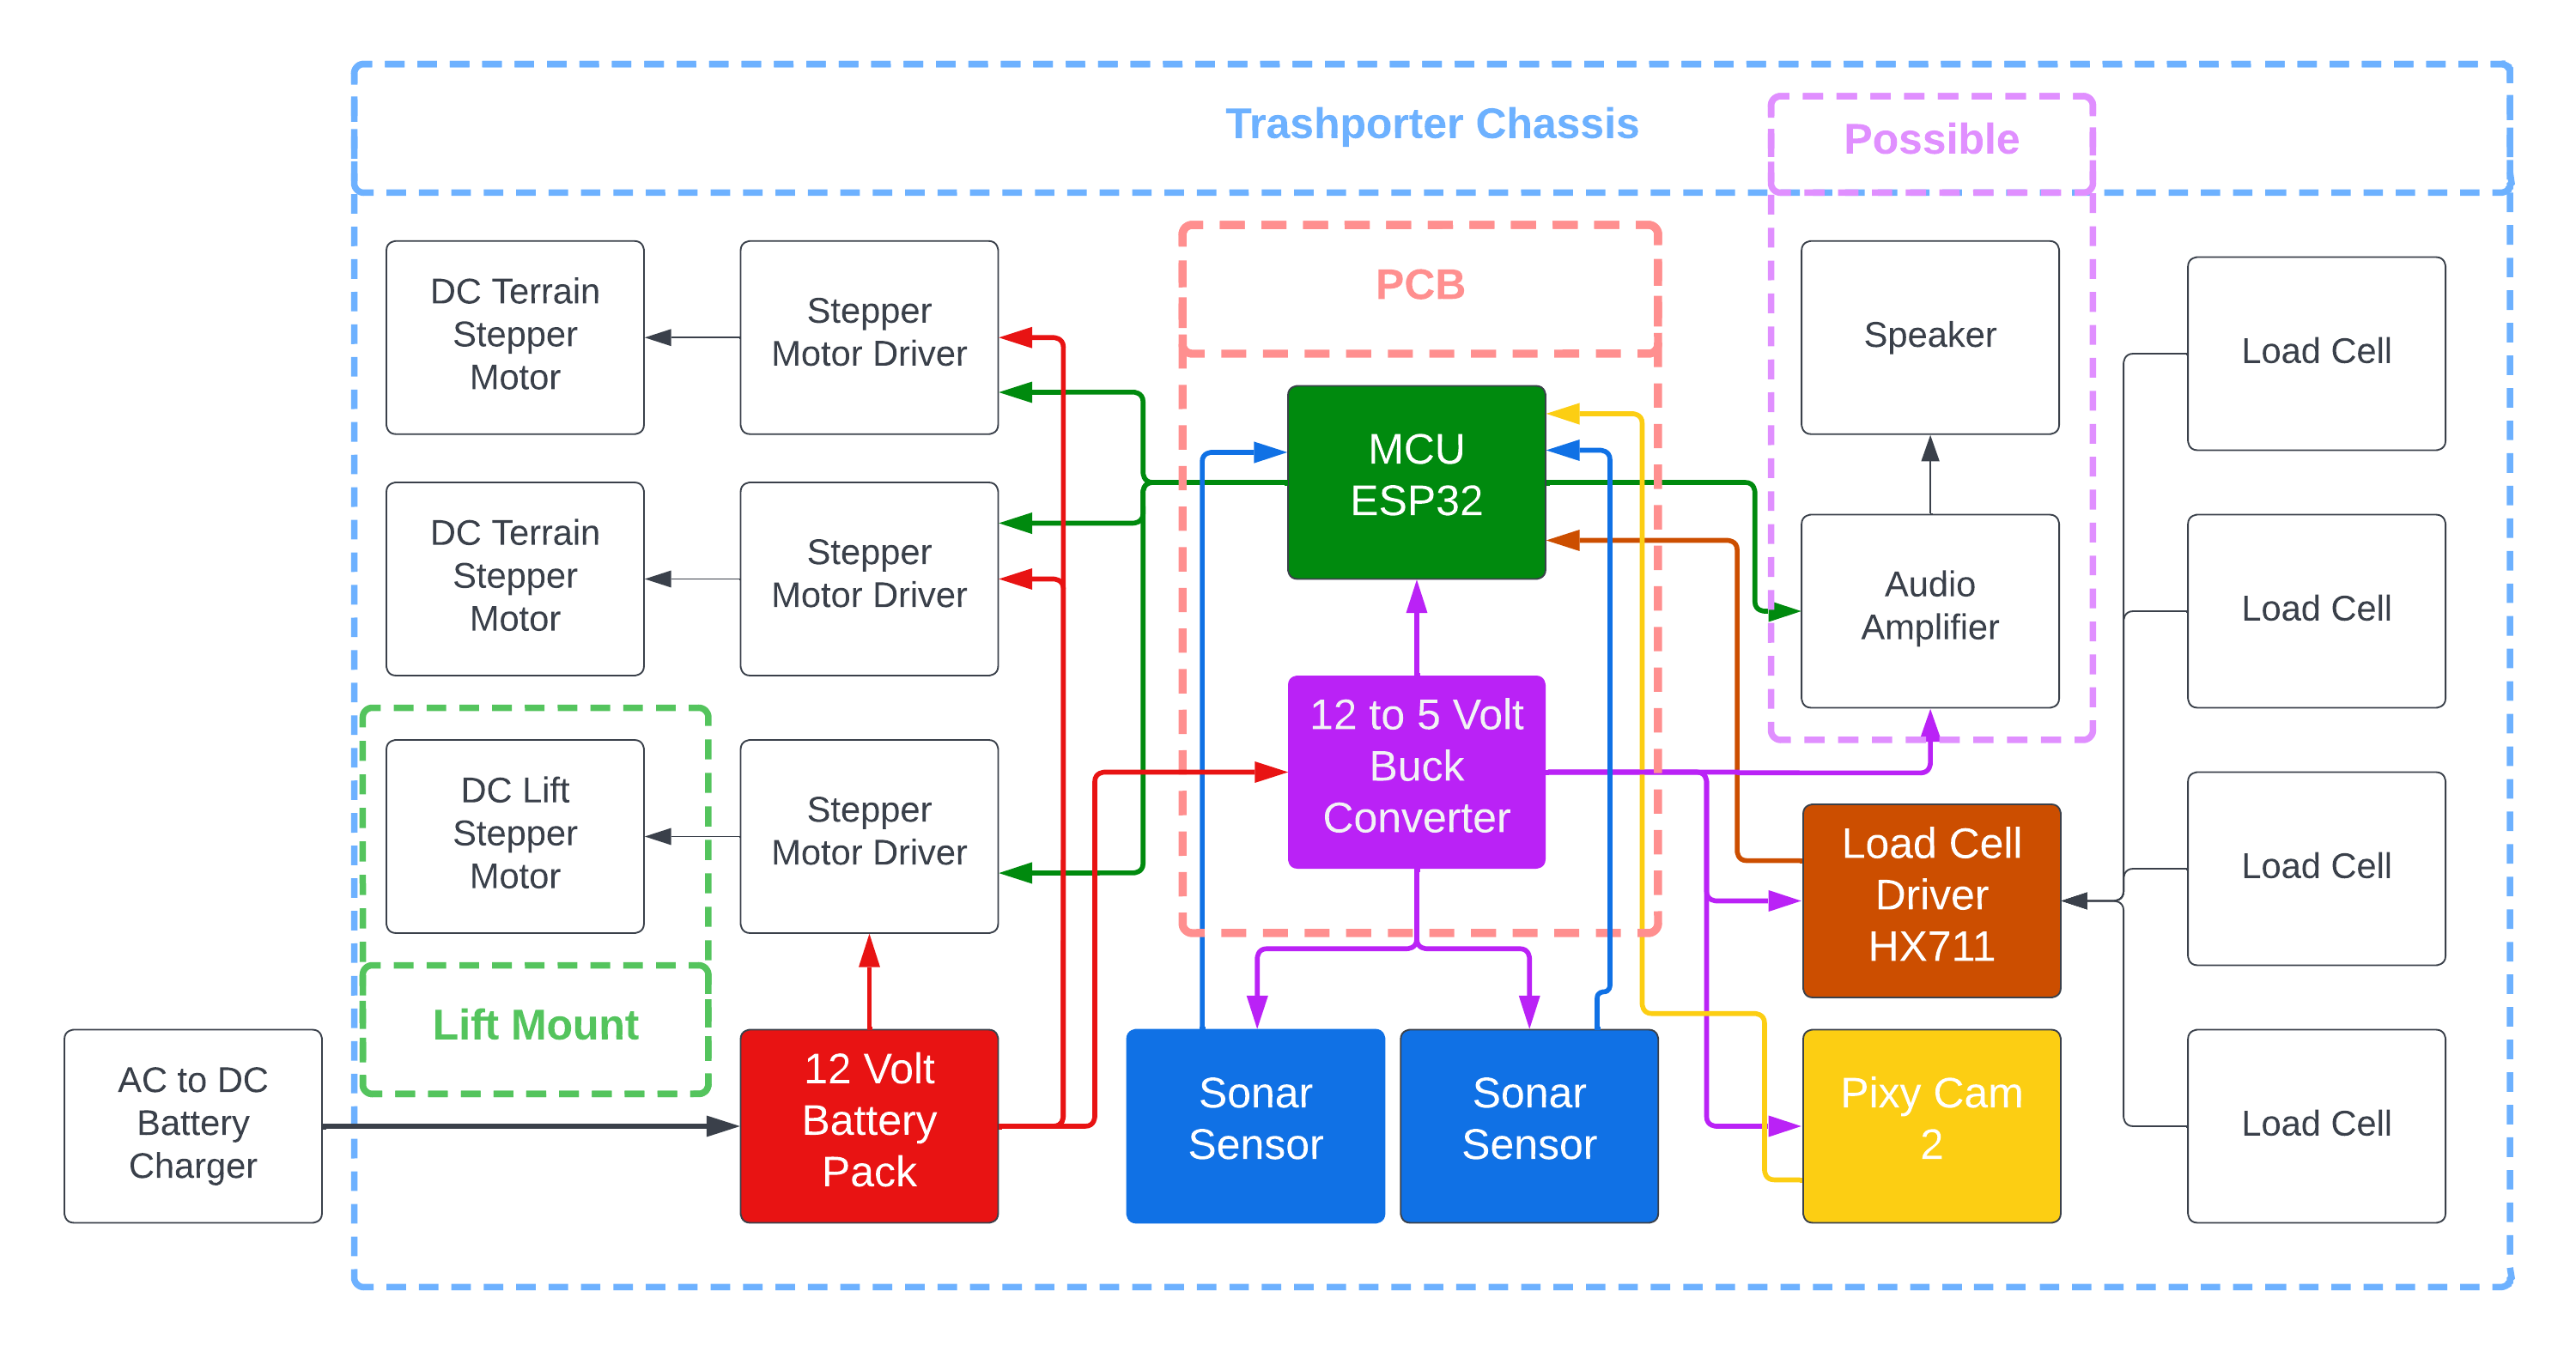 Trashporter Chassis
Possible
PCB
DC Terrain
Stepper
Motor
Stepper
Motor Driver
MCU
ESP32
Speaker
Load Cell
DC Terrain
Stepper
Motor
Stepper
Motor Driver
Audio
Amplifier
Load Cell
DC Lift
Stepper
Motor
Stepper
Motor Driver
12 to 5 Volt
Buck
Converter
Load Cell
Driver
HX711
Load Cell
Lift Mount
AC to DC
Battery
Charger
12 Volt
Battery
Pack
Sonar
Sensor
Sonar
Sensor
Pixy Cam
2
Load Cell